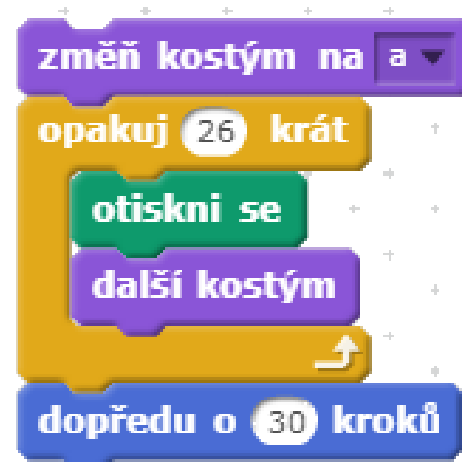 změň kostým na a
opakuj 26 krát
otiskni se
další kostým
dopředu o 30 kroků